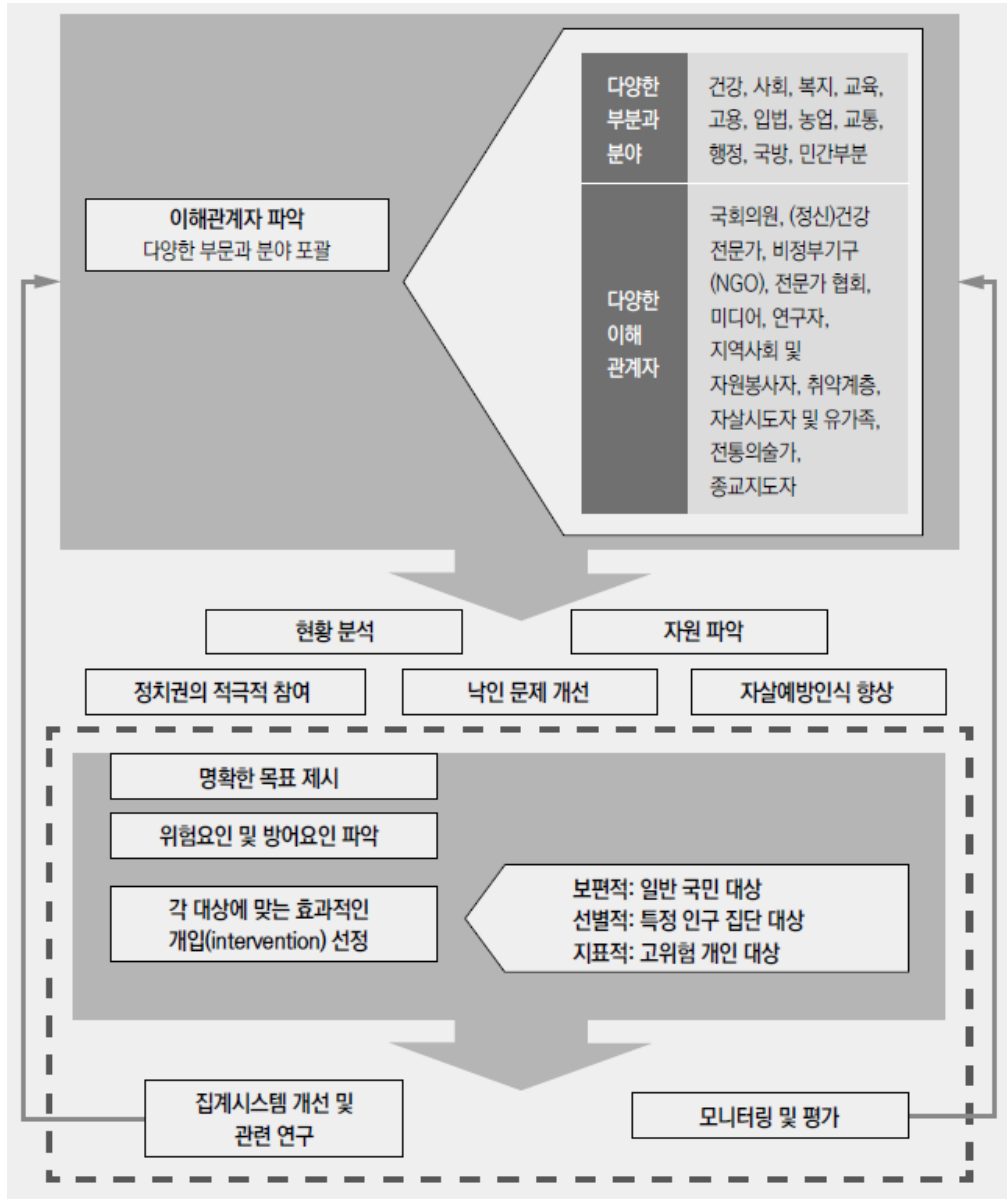 이해관계자 파악
다양한 부문과 분야 포괄
다양한
부분과
분야
건강, 사회, 복지, 교육,
고용, 입법, 농업, 교통,
행정, 국방, 민간부분
다양한
이해
관계자
국회의원, (정신)건강
전문가, 비정부기구
(NGO), 전문가 협회,
미디어, 연구자,
지역사회 및
자원봉사자, 취약계층,
자살시도자 및 유가족,
전통의술가,
종교지도자
현황 분석
자원 파악
정치권의 적극적 참여
낙인 문제 개선
자살예방인식 향상
명확한 목표 제시
위험요인 및 방어요인 파악
각 대상에 맞는 효과적인
개입(intervention) 선정
보편적: 일반 국민 대상
선별적: 특정 인구 집단 대상
지표적: 고위험 개인 대상
집계시스템 개선 및
관련 연구
모니터링 및 평가